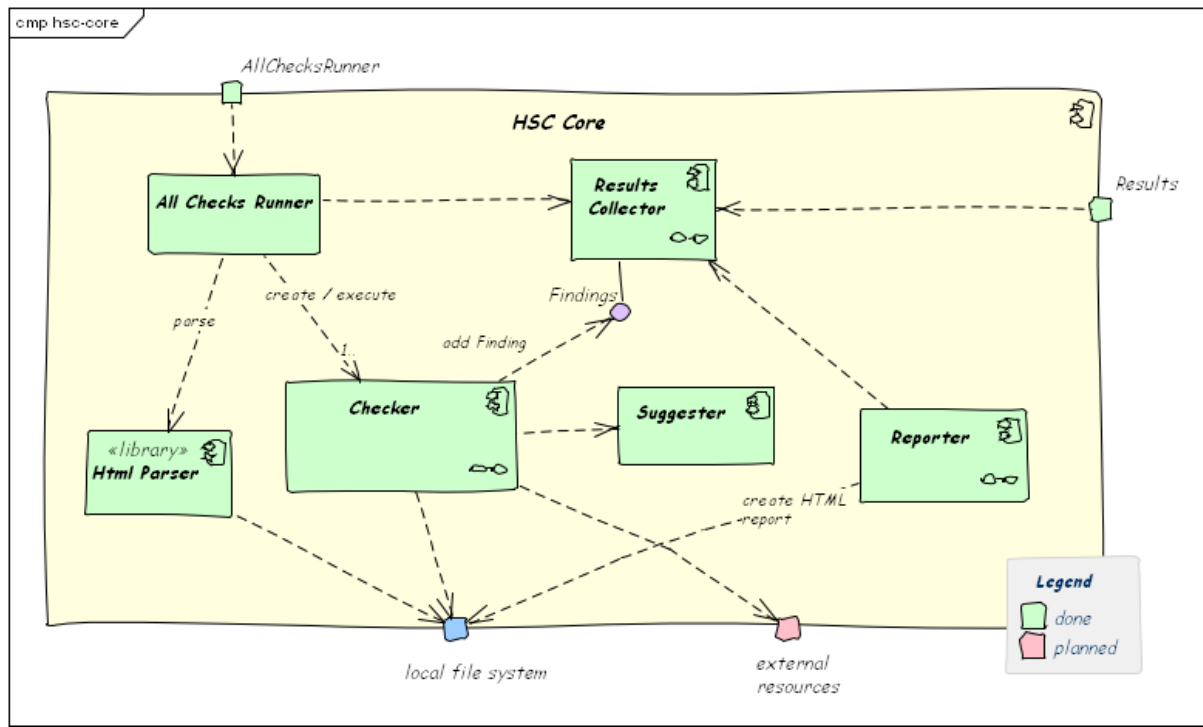 cmp hsc-core
AllChecksRunner
HSC Core
Results
All Checks Runner
Results
Collector
create / execute
Findings
parse
add Finding
1..
Checker
Suggester
Reporter
«library»
Html Parser
create HTML
report
Legend
done
planned
local file system
external
resources